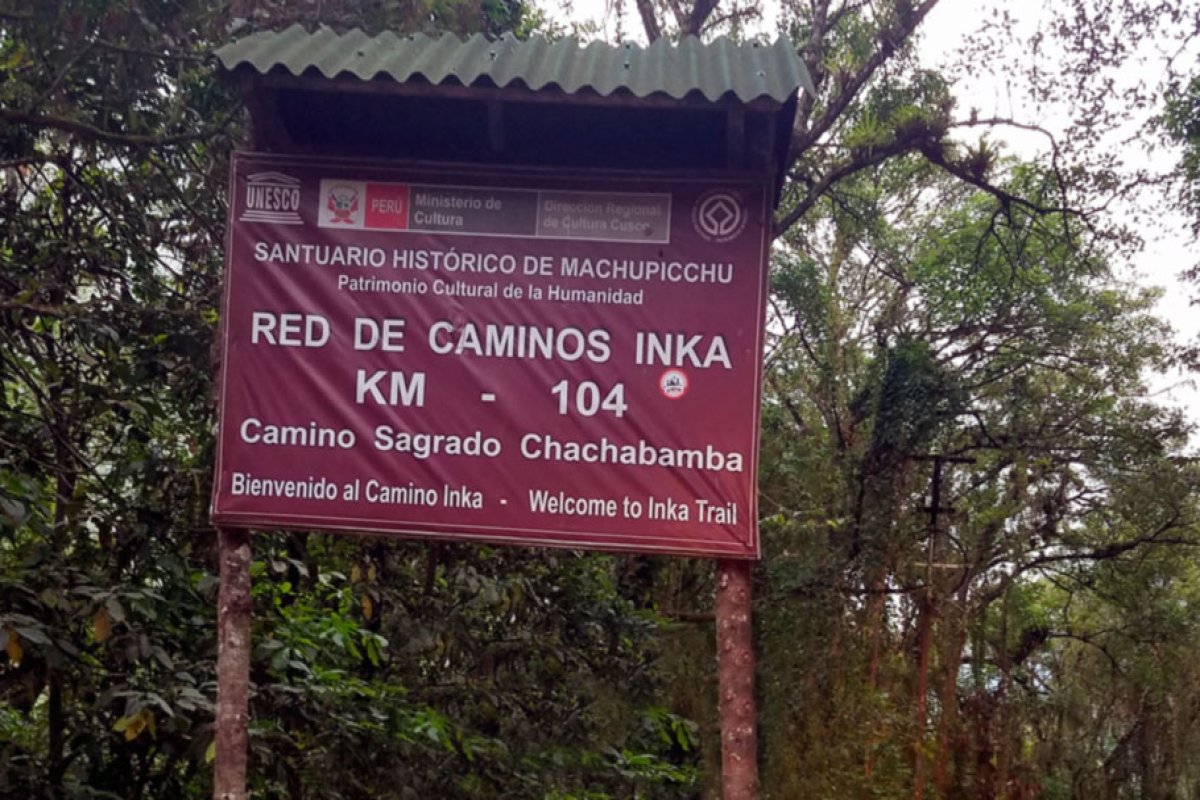 UNESCO
PERÚ
Ministerio de
Cultura
Dirección Regional
de Cultura Cusco
SANTUARIO HISTÓRICO DE MACHUPICCHU
Patrimonio Cultural de la Humanidad
RED DE CAMINOS INKA
KM - 104
Camino Sagrado Chachabamba
Bienvenido al Camino Inka - Welcome to Inka Trail